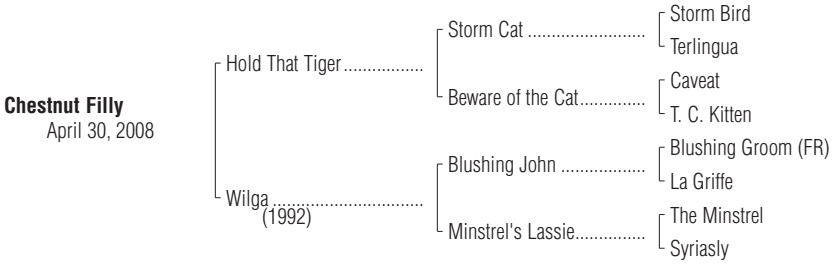 Storm Bird
Storm Cat ..........................
Terlingua
Hold That Tiger.................
Caveat
Beware of the Cat..............
T. C. Kitten
Chestnut Filly
April 30, 2008
Blushing Groom (FR)
Blushing John ...................
La Griffe
Wilga ................................
(1992)
The Minstrel
Minstrel's Lassie...............
Syriasly